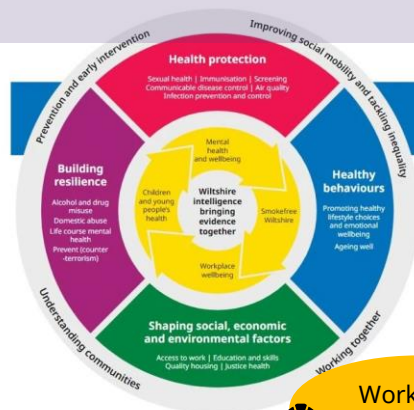 Prevention and early intervention
Improving social mobility and tackling inequality
Health protection
Sexual health | Immunisation | Screening
Communicable disease control | Air quality
Infection prevention and control
Building
resilience
Alcohol and drug
misuse
Domestic abuse
Life course mental
health
Prevent (courcer
-terrorism)
Mental
health
and wellbeing
Children
and young
people's
health
Wiltshire
intelligence
bringing
evidence
together
Smokefree
Wiltshire
Workplace
wellbeing
Healthy
behaviours
Promoting healthy
lifestyle choices
and emotional
wellbeing
Ageing well
Shaping social, economic
and environmental factors
Access to work | Education and skills
Quality housing | Justice health
Understanding communities
Working together
Work